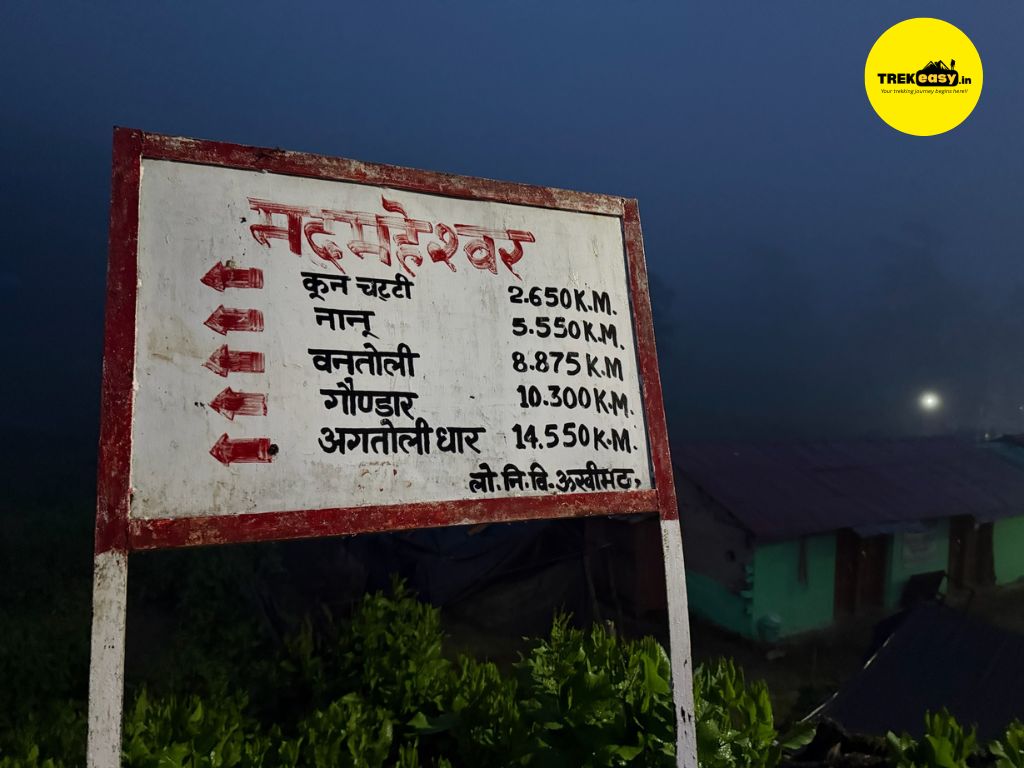 TREKeasy.in
Your trekking journey begins here!!
मदमहेश्वर
कून चट्टी 2.650 K.M.
नानू 5.550 K.M.
वनतोली 8.875 K.M
गौण्डार 10.300 K.M.
अगतोली धार 14.550 K.M.
लो.नि.वि.ऊखीमठ,